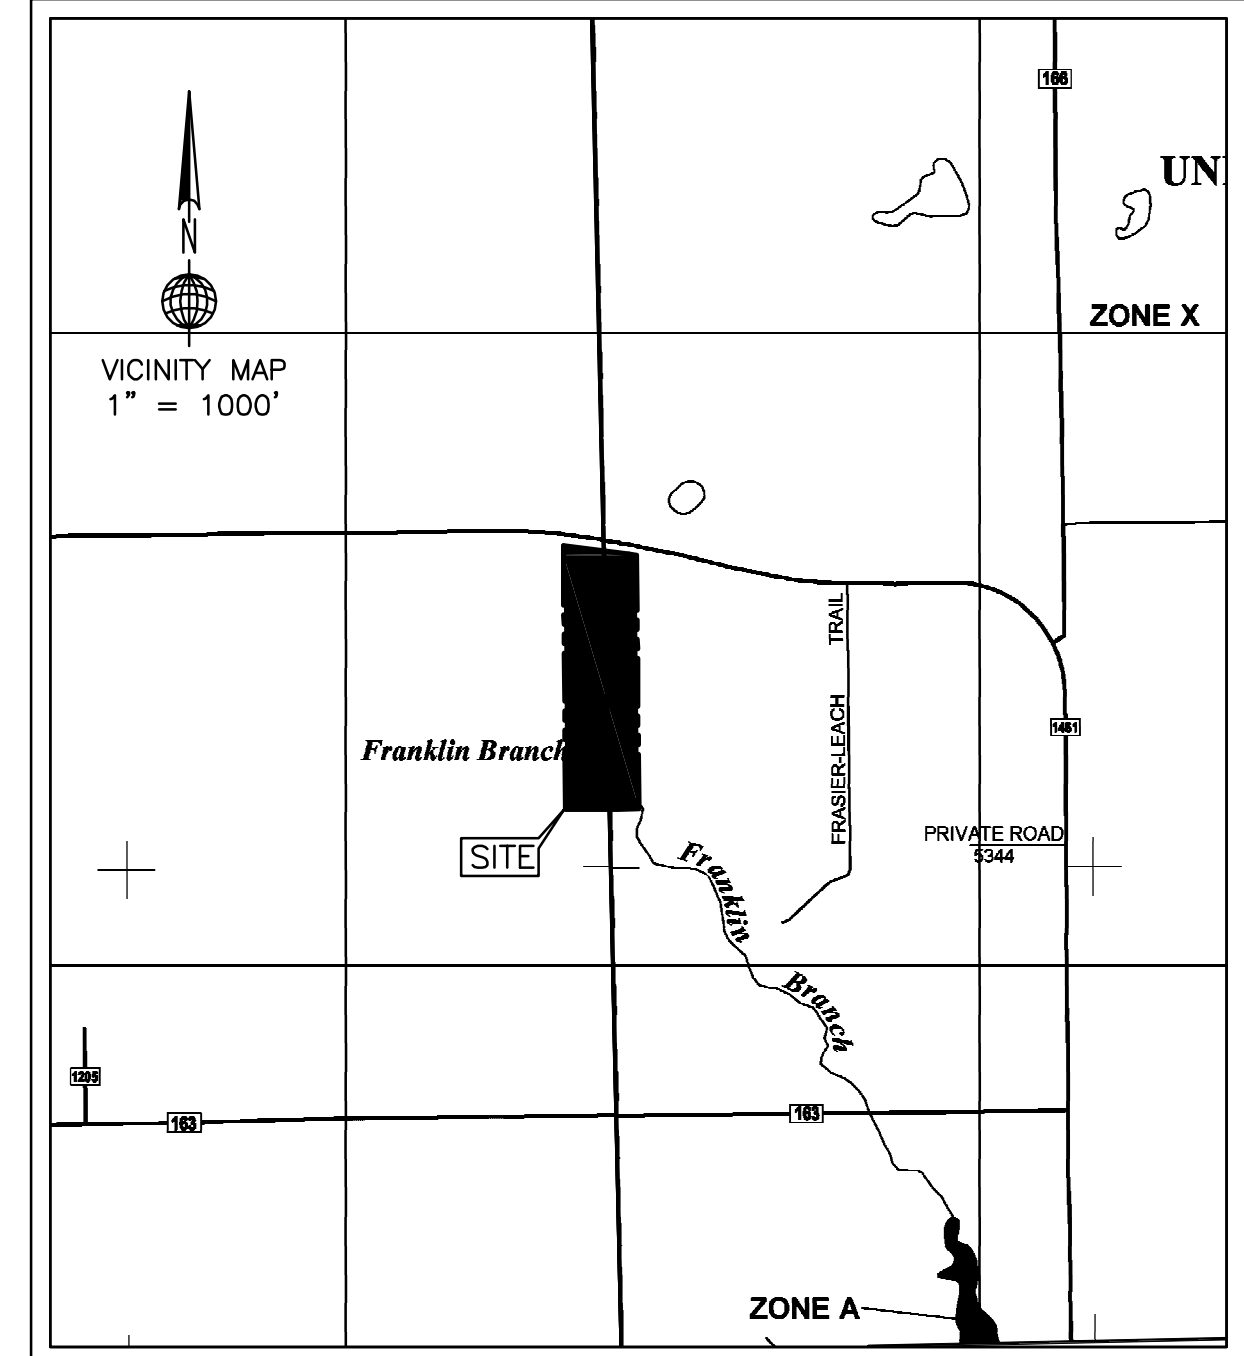 166
UN
N
ZONE X
VICINITY MAP
1" = 1000'
TRAIL
FRASIER-LEACH
1451
Franklin Branch
PRIVATE ROAD
5344
SITE
Franklin
Branch
1205
163
163
ZONE A